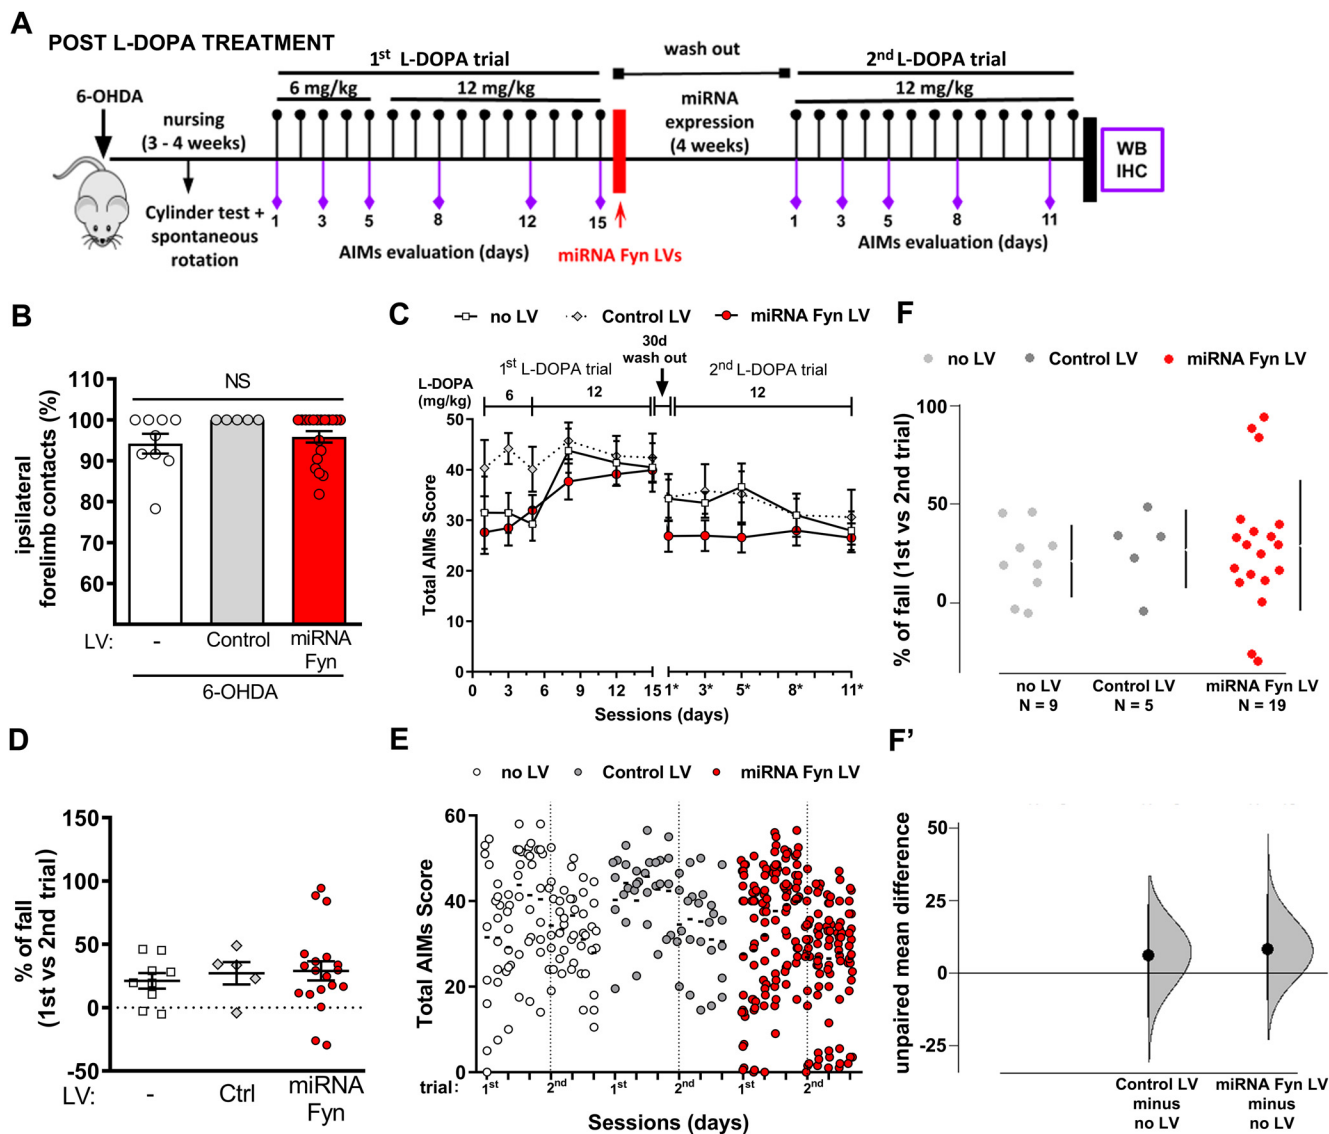 A
POST L-DOPA TREATMENT
1st L-DOPA trial
wash out
2nd L-DOPA trial
6-OHDA
6 mg/kg
12 mg/kg
12 mg/kg
nursing
(3 - 4 weeks)
miRNA
expression
(4 weeks)
WB
IHC
Cylinder test +
spontaneous
rotation
1 3 5 8 12 15
1 3 5 8 11
AIMs evaluation (days)
miRNA Fyn LVs
AIMs evaluation (days)
B
NS
ipsilateral
forelimb contacts (%)
110
100
90
80
70
60
LV: - Control miRNA
Fyn
6-OHDA
C
no LV Control LV miRNA Fyn LV
30d
wash out
1st L-DOPA trial
2nd L-DOPA trial
L-DOPA
(mg/kg)
6 12 12
Total AIMs Score
50
40
30
20
10
0
0 3 6 9 12 15 1* 3* 5* 8* 11*
Sessions (days)
F
no LV Control LV miRNA Fyn LV
% of fall (1st vs 2nd trial)
100
50
0
no LV
N = 9
Control LV
N = 5
miRNA Fyn LV
N = 19
D
% of fall
(1st vs 2nd trial)
150
100
50
0
-50
LV: - Ctrl miRNA
Fyn
E
no LV Control LV miRNA Fyn LV
Total AIMs Score
60
40
20
0
trial: 1st 2nd 1st 2nd 1st 2nd
Sessions (days)
F'
unpaired mean difference
50
25
0
-25
Control LV
minus
no LV
miRNA Fyn LV
minus
no LV